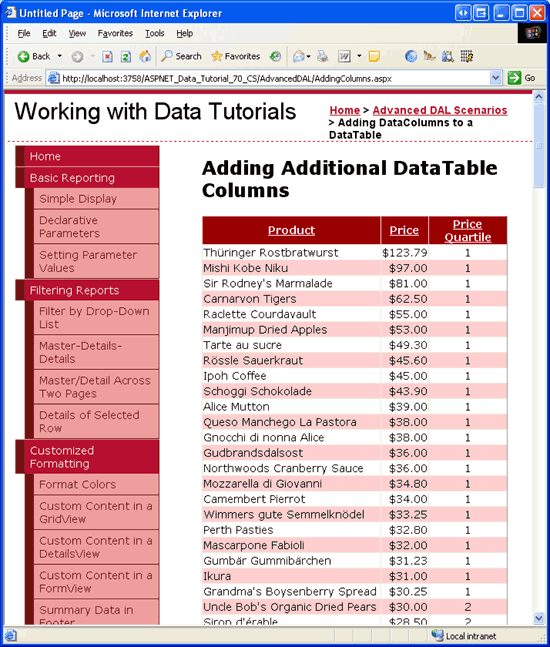 Untitled Page - Microsoft Internet Explorer
File Edit View Favorites Tools Help
Back Search Favorites
Address http://localhost:3758/ASPNET_Data_Tutorial_70_CS/AdvancedDAL/AddingColumns.aspx Go
Working with Data Tutorials
Home > Advanced DAL Scenarios
> Adding DataColumns to a
DataTable
Home
Basic Reporting
Simple Display
Declarative
Parameters
Setting Parameter
Values
Filtering Reports
Filter by Drop-Down
List
Master-Details-
Details
Master/Detail Across
Two Pages
Details of Selected
Row
Customized
Formatting
Format Colors
Custom Content in a
GridView
Custom Content in a
DetailsView
Custom Content in a
FormView
Summary Data in
Footer
Adding Additional DataTable
Columns
Product Price Price
Quartile
Thüringer Rostbratwurst $123.79 1
Mishi Kobe Niku $97.00 1
Sir Rodney's Marmalade $81.00 1
Carnarvon Tigers $62.50 1
Raclette Courdavault $55.00 1
Manjimup Dried Apples $53.00 1
Tarte au sucre $49.30 1
Rössle Sauerkraut $45.60 1
Ipoh Coffee $45.00 1
Schoggi Schokolade $43.90 1
Alice Mutton $39.00 1
Queso Manchego La Pastora $38.00 1
Gnocchi di nonna Alice $38.00 1
Gudbrandsdalsost $36.00 1
Northwoods Cranberry Sauce $36.00 1
Mozzarella di Giovanni $34.80 1
Camembert Pierrot $34.00 1
Wimmers gute Semmelknödel $33.25 1
Perth Pasties $32.80 1
Mascarpone Fabioli $32.00 1
Gumbär Gummibärchen $31.23 1
Ikura $31.00 1
Grandma's Boysenberry Spread $30.25 1
Uncle Bob's Organic Dried Pears $30.00 2
Sirop d'érable $28.50 2
Local intranet